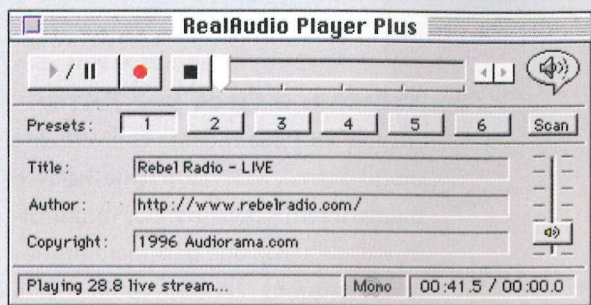 RealAudio Player Plus
Presets: 1 2 3 4 5 6 Scan
Title: Rebel Radio - LIVE
Author: http://www.rebelradio.com/
Copyright: 1996 Audiorama.com
Playing 28.8 live stream... Mono 00:41.5 / 00:00.0